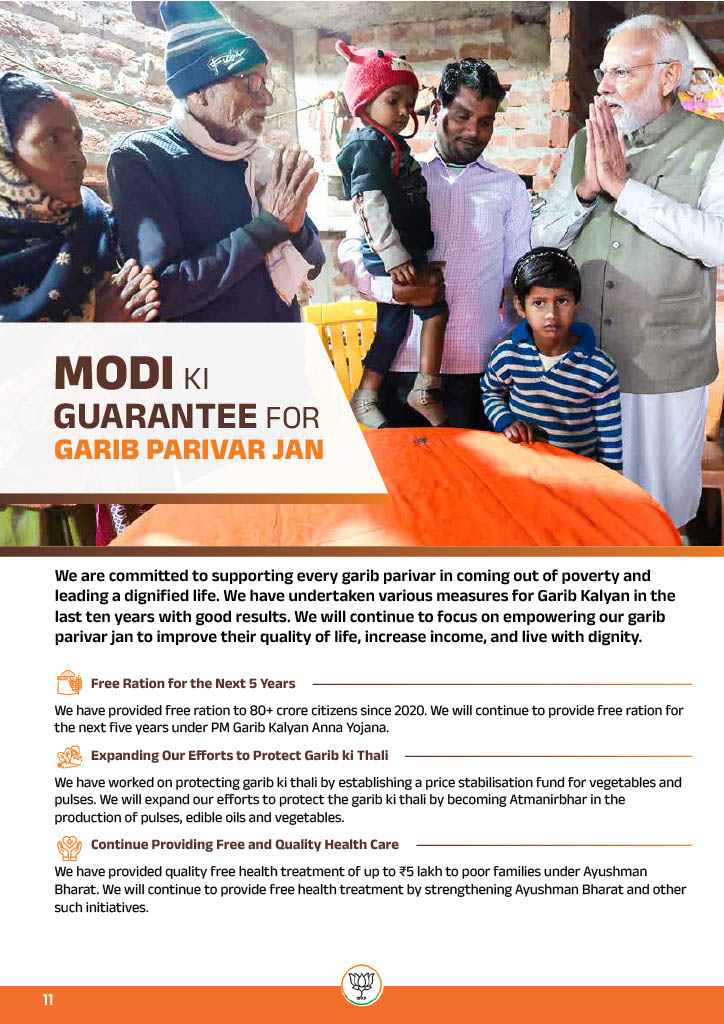 MODI KI
GUARANTEE FOR
GARIB PARIVAR JAN
We are committed to supporting every garib parivar in coming out of poverty and
leading a dignified life. We have undertaken various measures for Garib Kalyan in the
last ten years with good results. We will continue to focus on empowering our garib
parivar jan to improve their quality of life, increase income, and live with dignity.
Free Ration for the Next 5 Years
We have provided free ration to 80+ crore citizens since 2020. We will continue to provide free ration for
the next five years under PM Garib Kalyan Anna Yojana.
Expanding Our Efforts to Protect Garib ki Thali
We have worked on protecting garib ki thali by establishing a price stabilisation fund for vegetables and
pulses. We will expand our efforts to protect the garib ki thali by becoming Atmanirbhar in the
production of pulses, edible oils and vegetables.
Continue Providing Free and Quality Health Care
We have provided quality free health treatment of up to ₹5 lakh to poor families under Ayushman
Bharat. We will continue to provide free health treatment by strengthening Ayushman Bharat and other
such initiatives.
11